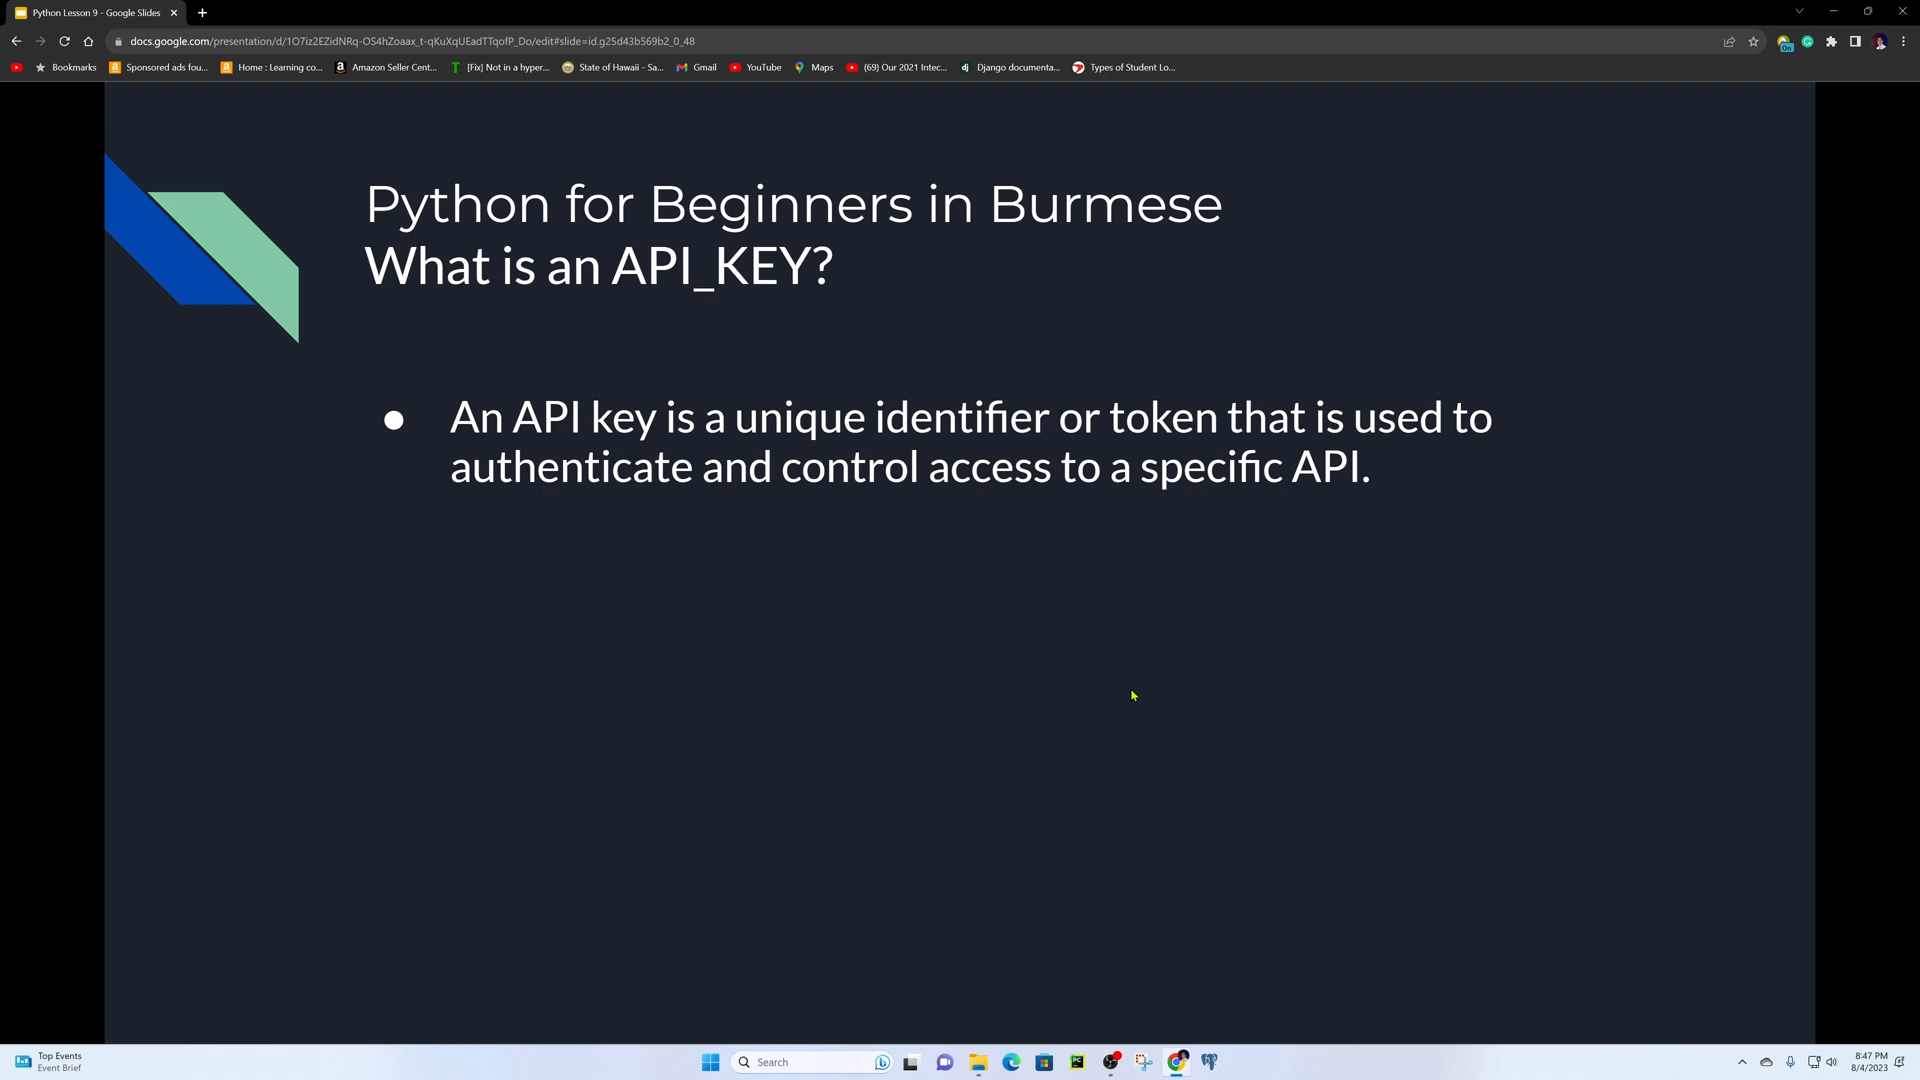 Python Lesson 9 - Google Slides
docs.google.com/presentation/d/1O7iz2EZidNRq-OS4hZoaax_t-qKuXqUEadTTqofP_Do/edit#slide=id.g25d43b569b2_0_48
On
Bookmarks
Sponsored ads fou...
Home : Learning co...
Amazon Seller Cent...
[Fix] Not in a hyper...
State of Hawaii - Sa...
Gmail
YouTube
Maps
(69) Our 2021 Intec...
dj
Django documenta...
Types of Student Lo...
Python for Beginners in Burmese
What is an API_KEY?
● An API key is a unique identifier or token that is used to
authenticate and control access to a specific API.
Top Events
Event Brief
Search
PC
8:47 PM
8/4/2023